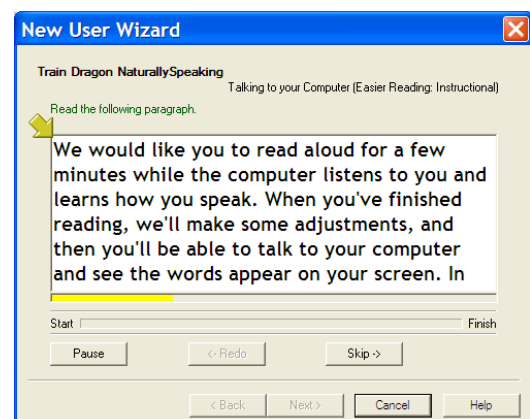 New User Wizard
Train Dragon NaturallySpeaking
Talking to your Computer (Easier Reading: Instructional)
Read the following paragraph.
We would like you to read aloud for a few
minutes while the computer listens to you and
learns how you speak. When you've finished
reading, we'll make some adjustments, and
then you'll be able to talk to your computer
and see the words appear on your screen. In
Start Finish
Pause <- Redo Skip ->
< Back Next > Cancel Help